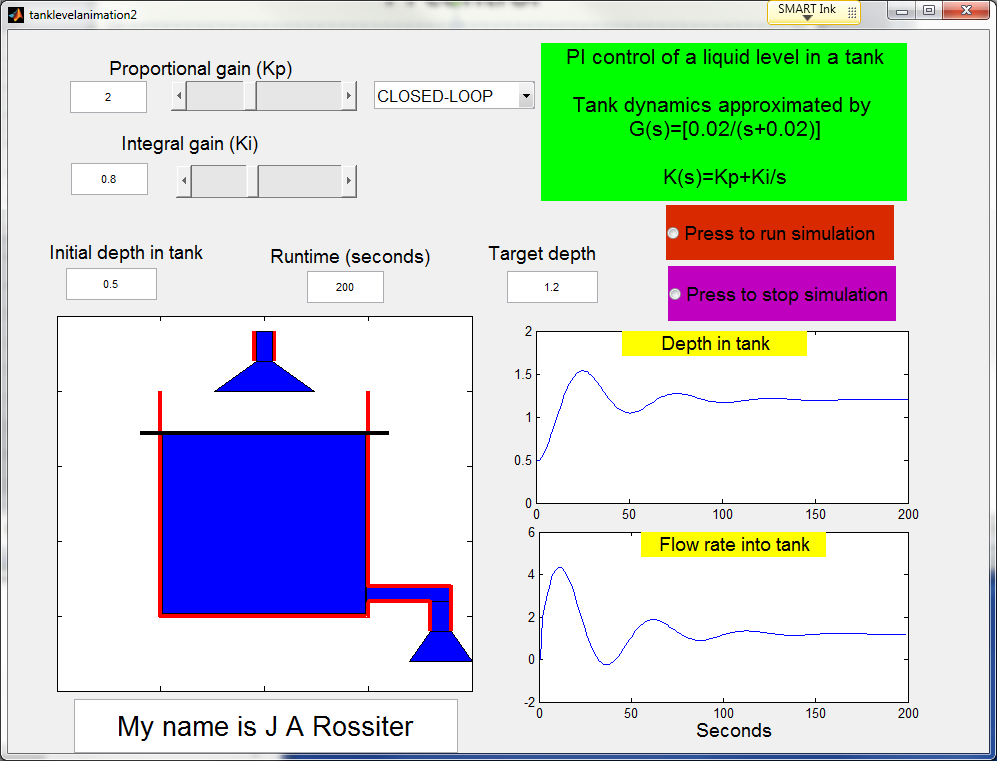 tanklevelanimation2
SMART Ink
Proportional gain (Kp)
2
CLOSED-LOOP
Integral gain (Ki)
0.8
PI control of a liquid level in a tank
Tank dynamics approximated by
G(s)=[0.02/(s+0.02)]
K(s)=Kp+Ki/s
Press to run simulation
Press to stop simulation
Initial depth in tank
0.5
Runtime (seconds)
200
Target depth
1.2
Depth in tank
2
1.5
1
0.5
0
0 50 100 150 200
Flow rate into tank
6
4
2
0
-2
0 50 100 150 200
Seconds
My name is J A Rossiter